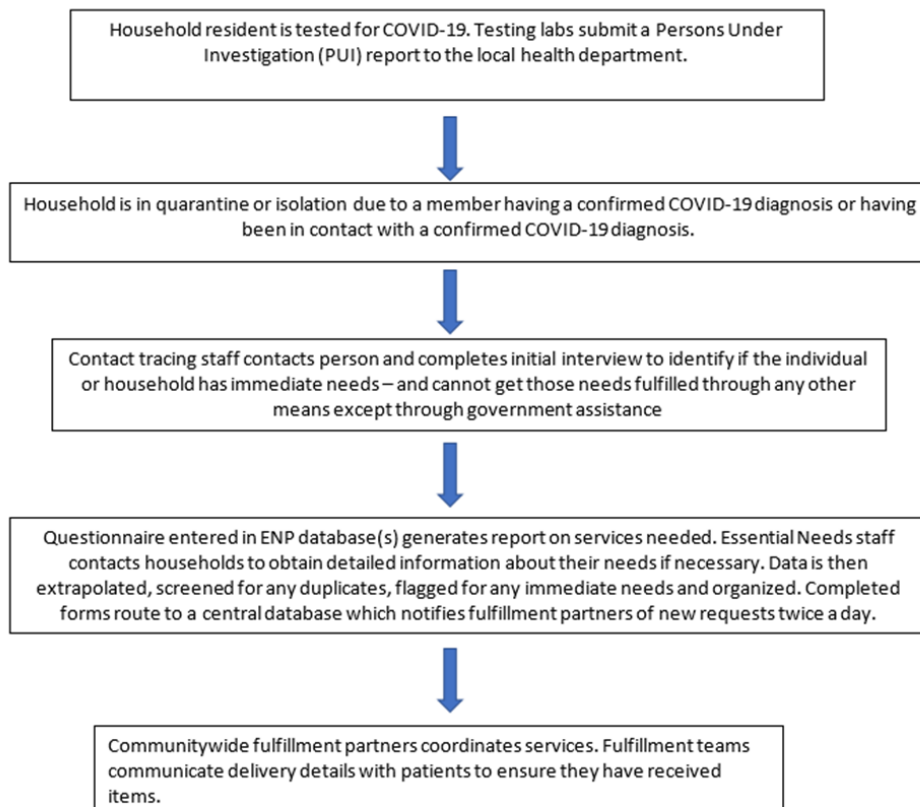 Household resident is tested for COVID-19. Testing labs submit a Persons Under
Investigation (PUI) report to the local health department.
Household is in quarantine or isolation due to a member having a confirmed COVID-19 diagnosis or having
been in contact with a confirmed COVID-19 diagnosis.
Contact tracing staff contacts person and completes initial interview to identify if the individual
or household has immediate needs – and cannot get those needs fulfilled through any other
means except through government assistance
Questionnaire entered in ENP database(s) generates report on services needed. Essential Needs staff
contacts households to obtain detailed information about their needs if necessary. Data is then
extrapolated, screened for any duplicates, flagged for any immediate needs and organized. Completed
forms route to a central database which notifies fulfillment partners of new requests twice a day.
Communitywide fulfillment partners coordinates services. Fulfillment teams
communicate delivery details with patients to ensure they have received
items.